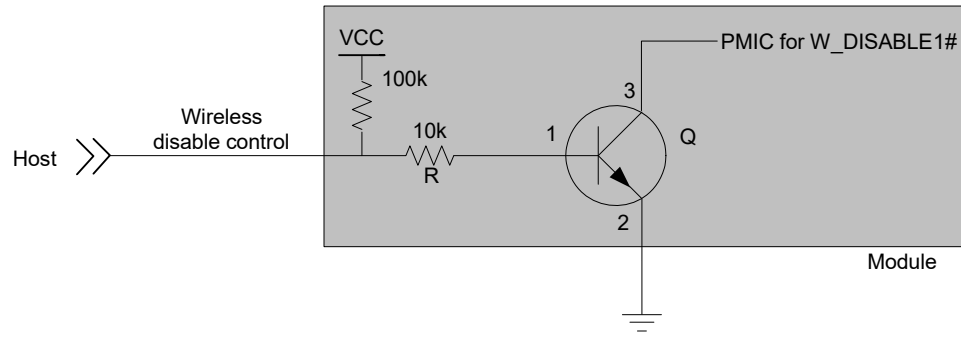 VCC
PMIC for W_DISABLE1#
100k
3
Wireless
disable control
10k
1
Q
Host
R
2
Module